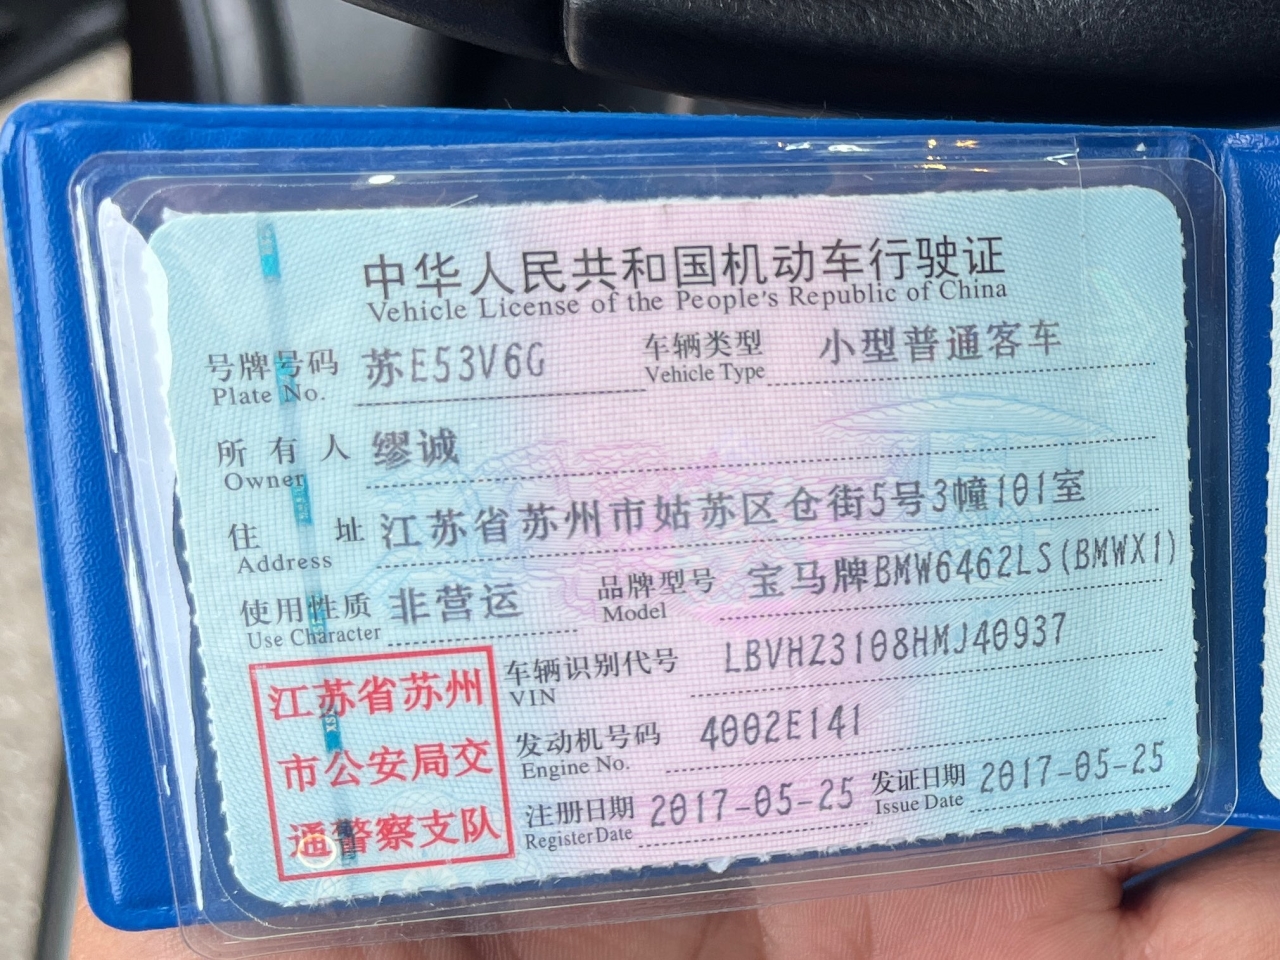 中华人民共和国机动车行驶证
Vehicle License of the People's Republic of China
号牌号码 苏E53V6G 车辆类型 小型普通客车
Plate No. Vehicle Type
所有人 缪诚
Owner
住址 江苏省苏州市姑苏区仓街5号3幢101室
Address
使用性质 非营运 品牌型号 宝马牌BMW6462LS(BMWX1)
Use Character Model
江苏省苏州
市公安局交
通警察支队
车辆识别代号 LBVHZ3108HMJ40937
VIN
发动机号码 4002E141
Engine No.
注册日期 2017-05-25 发证日期 2017-05-25
Register Date Issue Date